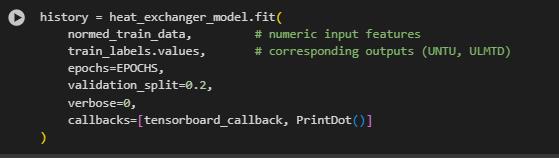 history = heat_exchanger_model.fit(
    normed_train_data,        # numeric input features
    train_labels.values,      # corresponding outputs (UNTU, ULMTD)
    epochs=EPOCHS,
    validation_split=0.2,
    verbose=0,
    callbacks=[tensorboard_callback, PrintDot()]
)